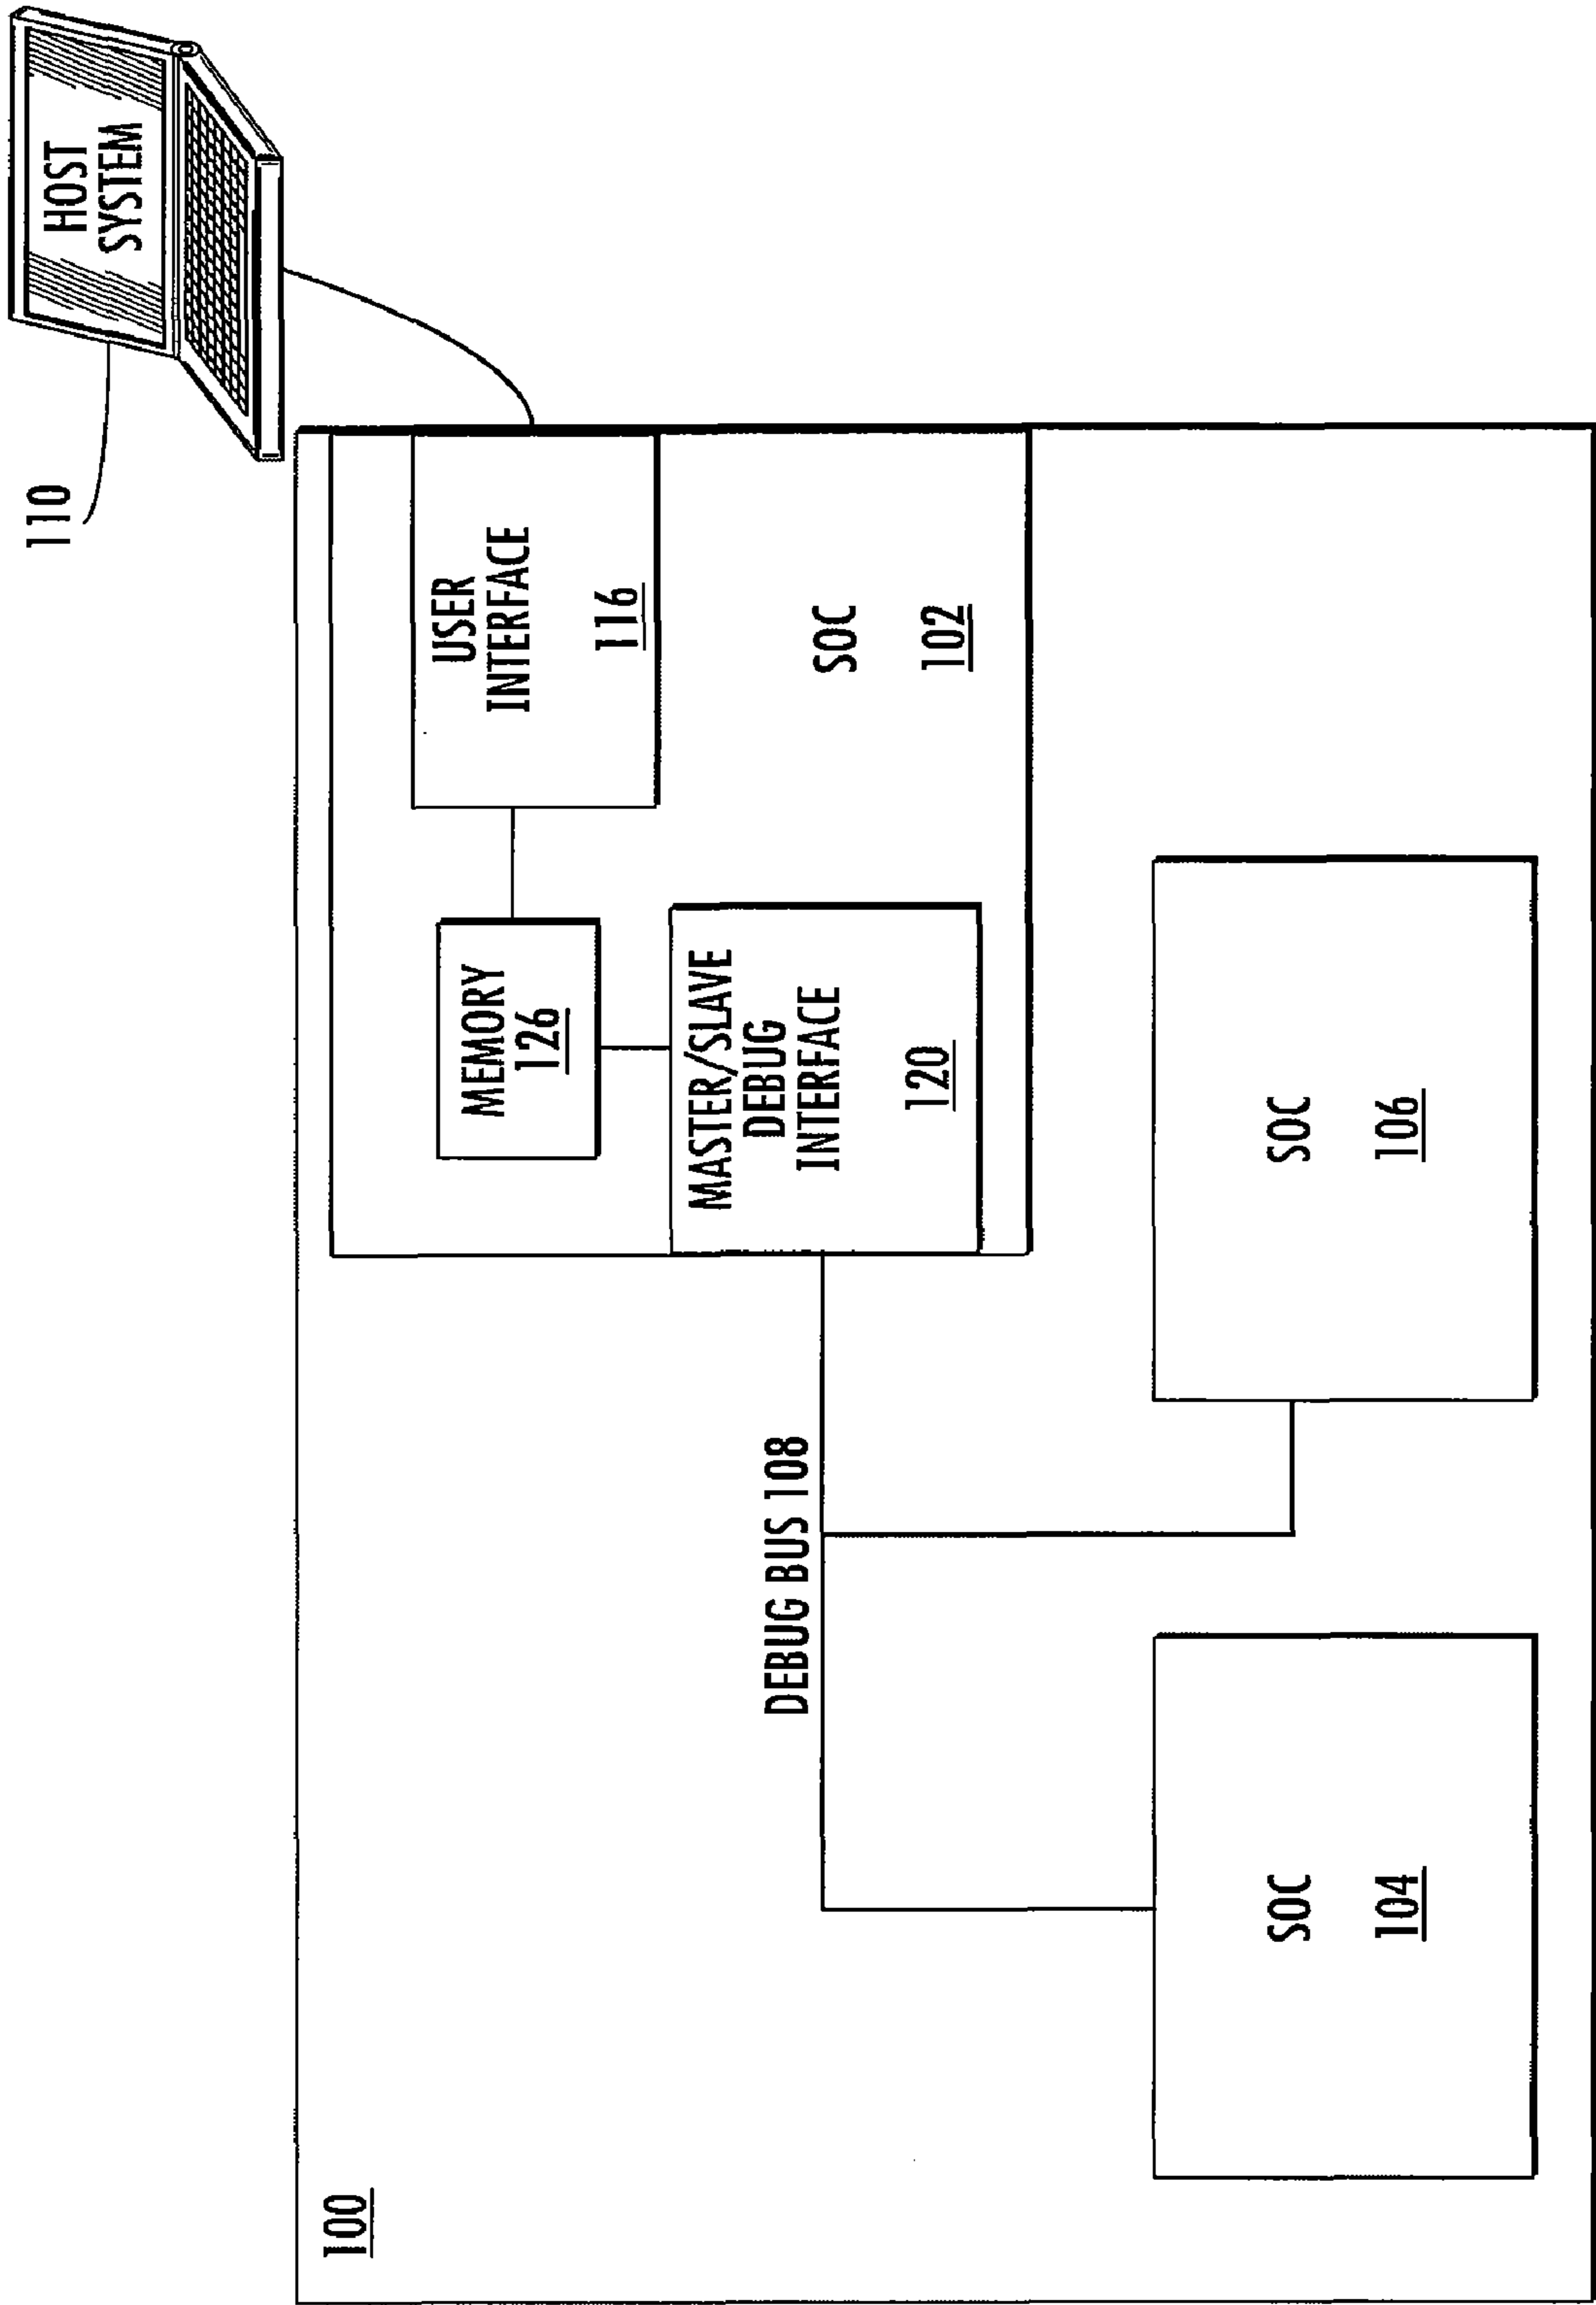 HOST
SYSTEM
110
100
USER
INTERFACE
116
MEMORY
126
MASTER/SLAVE
DEBUG
INTERFACE
120
SOC
102
DEBUG BUS 108
SOC
104
SOC
106